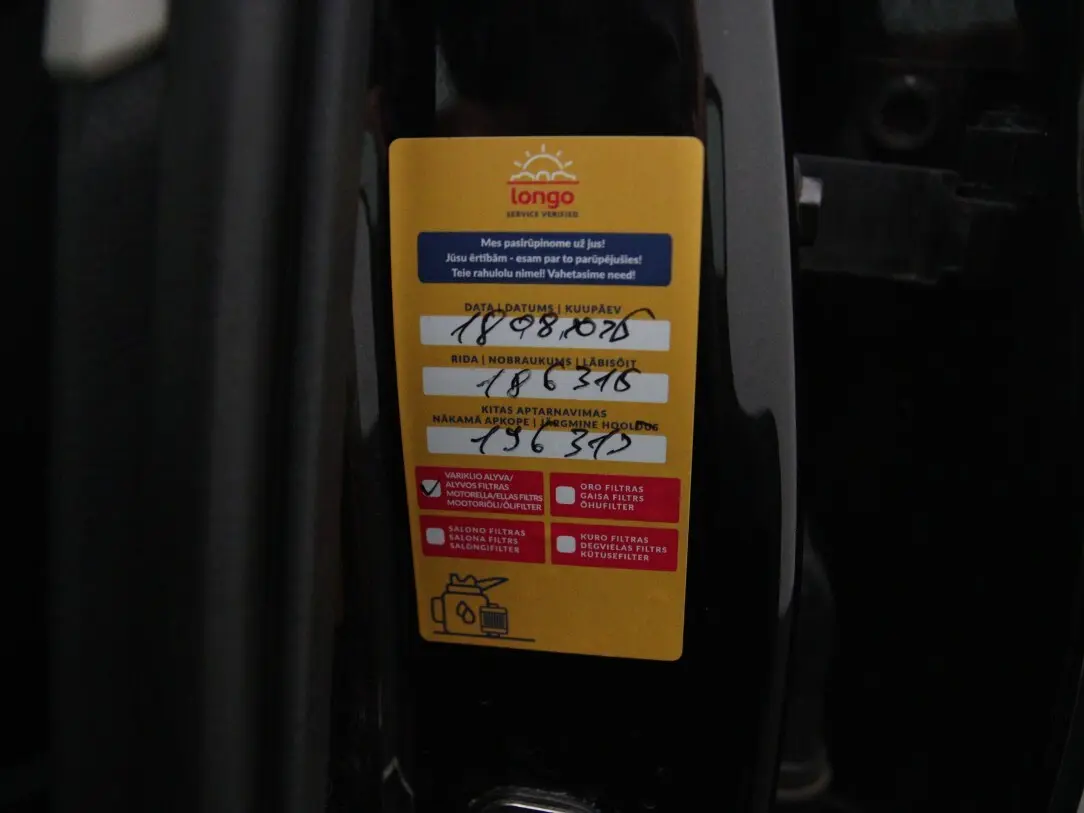 longo
SERVICE VERIFIED
Mes pasirūpinome už jus!
Jūsu ērtībām - esam par to parūpējušies!
Teie rahulolu nimel! Vahetasime need!
DATA | DATUMS | KUUPÄEV
18 08
RIDA | NOBRAUKUMS | LÄBISÕIT
186316
KITAS APTARNAVIMAS
NĀKAMĀ APKOPE | JÄRGMINE HOOLDUS
VARIKLIO ALYVA/
ALYVOS FILTRAS
MOTOREĻĻA/EĻĻAS FILTRS
MOOTORIÕLI/ÕLIFILTER
ORO FILTRAS
GAISA FILTRS
ÕHUFILTER
SALONO FILTRAS
SALONA FILTRS
SALONGIFILTER
KURO FILTRAS
DEGVIELAS FILTRS
KÜTUSEFILTER